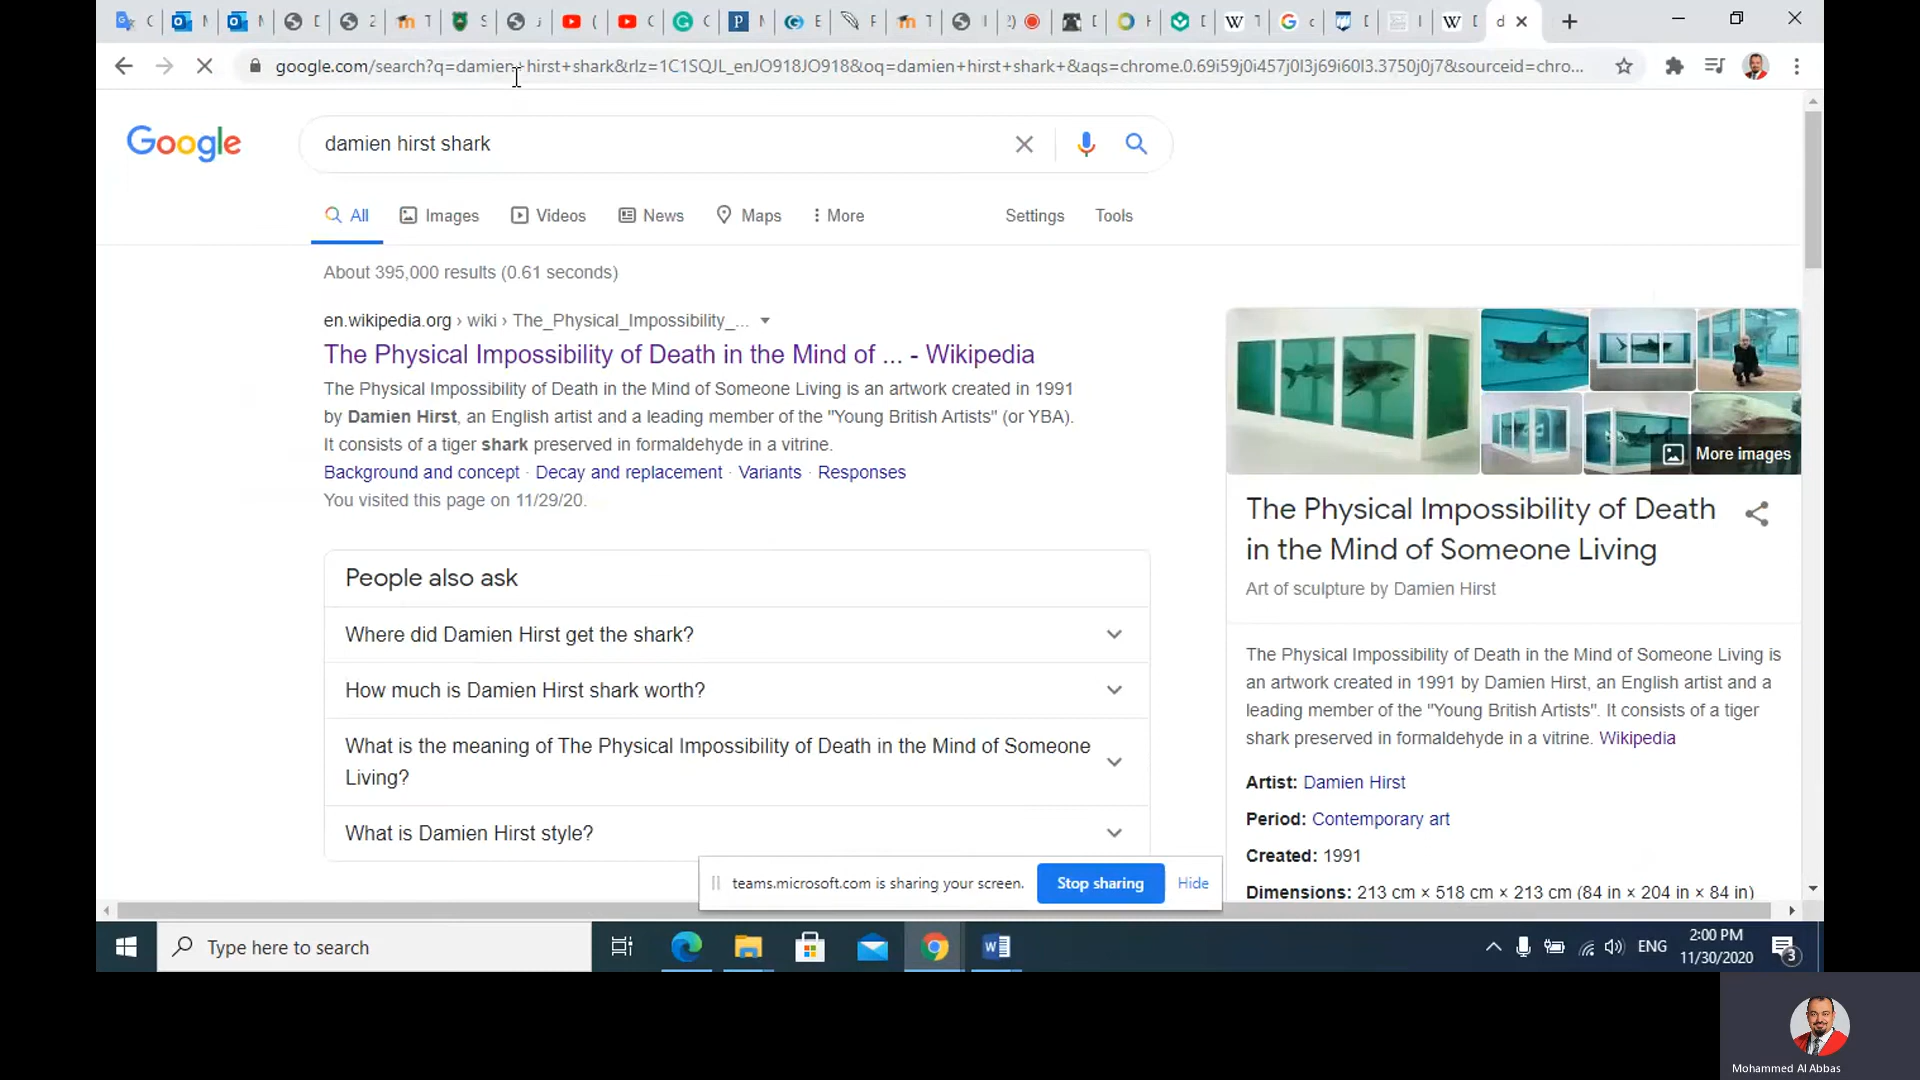 google.com/search?q=damien+hirst+shark&rlz=1C1SQJL_enJO918JO918&oq=damien+hirst+shark+&aqs=chrome.0.69i59j0i457j0l3j69i60l3.3750j0j7&sourceid=chro...
Google
damien hirst shark
All
Images
Videos
News
Maps
More
Settings
Tools
About 395,000 results (0.61 seconds)
en.wikipedia.org › wiki › The_Physical_Impossibility_...
The Physical Impossibility of Death in the Mind of ... - Wikipedia
The Physical Impossibility of Death in the Mind of Someone Living is an artwork created in 1991
by Damien Hirst, an English artist and a leading member of the "Young British Artists" (or YBA).
It consists of a tiger shark preserved in formaldehyde in a vitrine.
Background and concept · Decay and replacement · Variants · Responses
You visited this page on 11/29/20.
People also ask
Where did Damien Hirst get the shark?
How much is Damien Hirst shark worth?
What is the meaning of The Physical Impossibility of Death in the Mind of Someone
Living?
What is Damien Hirst style?
More images
The Physical Impossibility of Death
in the Mind of Someone Living
Art of sculpture by Damien Hirst
The Physical Impossibility of Death in the Mind of Someone Living is
an artwork created in 1991 by Damien Hirst, an English artist and a
leading member of the "Young British Artists". It consists of a tiger
shark preserved in formaldehyde in a vitrine. Wikipedia
Artist: Damien Hirst
Period: Contemporary art
Created: 1991
Dimensions: 213 cm × 518 cm × 213 cm (84 in × 204 in × 84 in)
teams.microsoft.com is sharing your screen.
Stop sharing
Hide
Type here to search
ENG
2:00 PM
11/30/2020
3
Mohammed Al Abbas